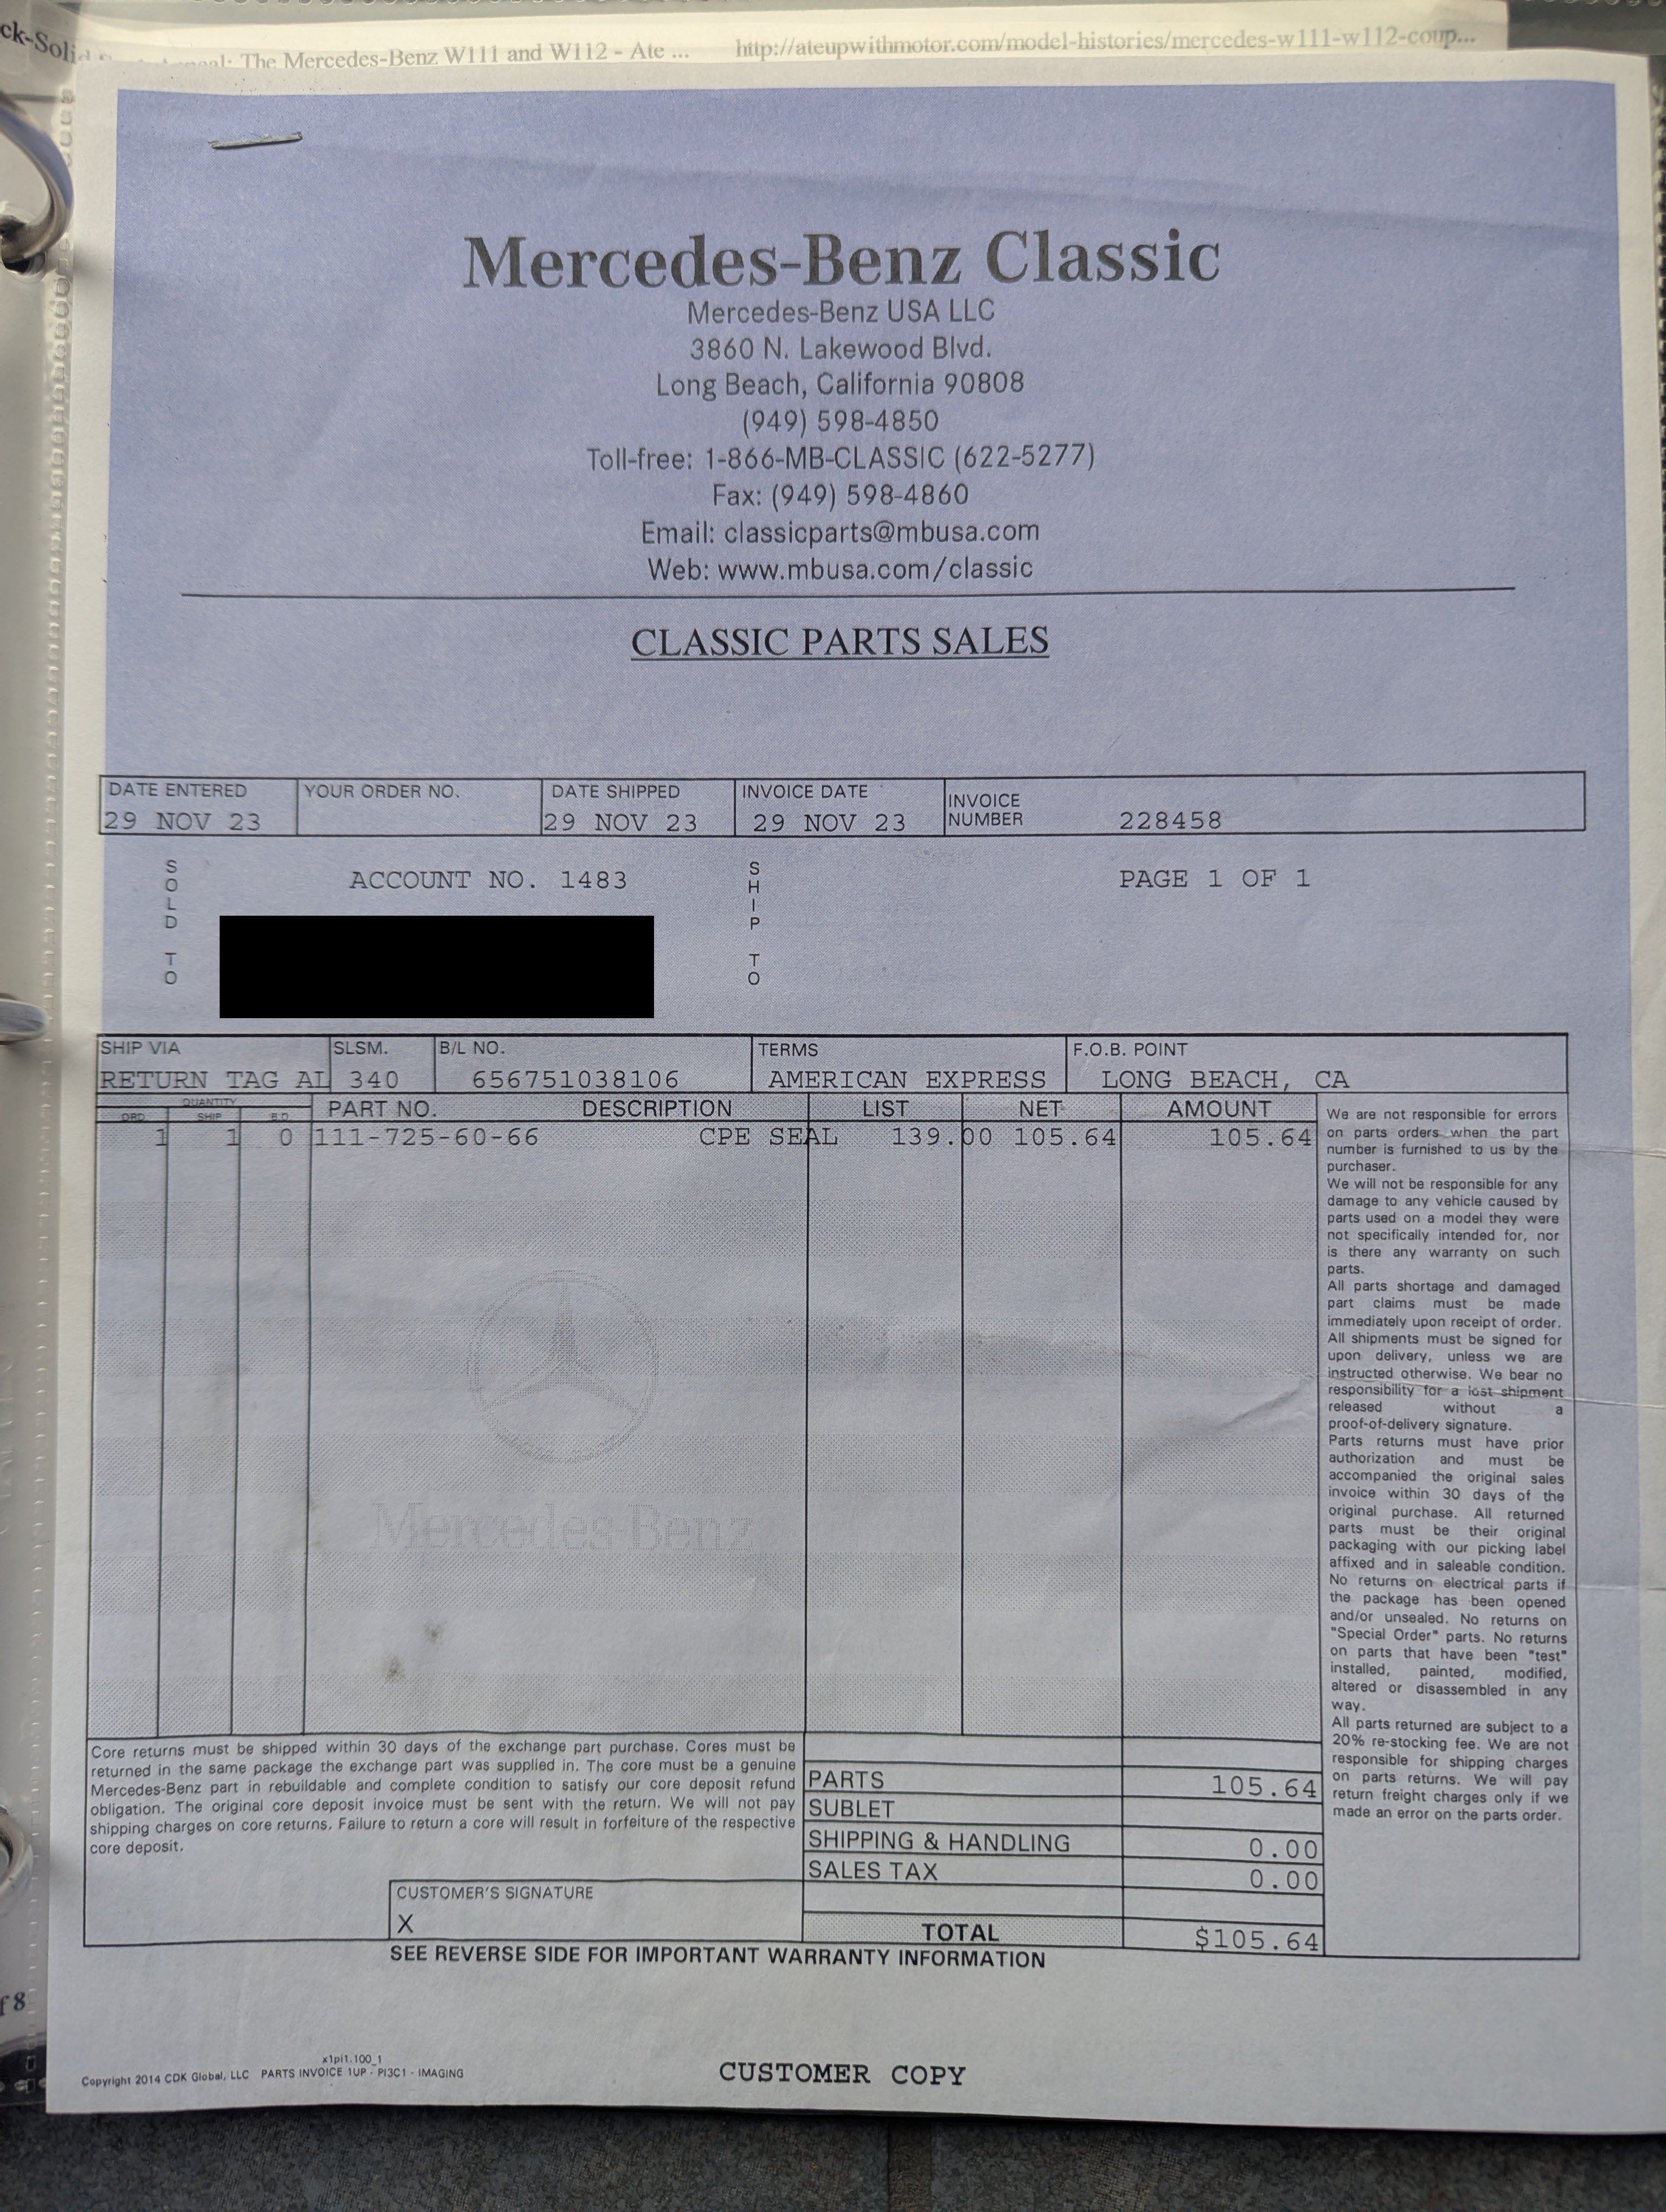 ck-Solid
The Mercedes-Benz W111 and W112 - Ate ... http://ateupwithmotor.com/model-histories/mercedes-w111-w112-coup...
Mercedes-Benz Classic
Mercedes-Benz USA LLC
3860 N. Lakewood Blvd.
Long Beach, California 90808
(949) 598-4850
Toll-free: 1-866-MB-CLASSIC (622-5277)
Fax: (949) 598-4860
Email: classicparts@mbusa.com
Web: www.mbusa.com/classic
CLASSIC PARTS SALES
DATE ENTERED YOUR ORDER NO. DATE SHIPPED INVOICE DATE INVOICE NUMBER
29 NOV 23 29 NOV 23 29 NOV 23 228458
SOLD TO ACCOUNT NO. 1483 SHIP TO PAGE 1 OF 1
SHIP VIA SLSM. B/L NO. TERMS F.O.B. POINT
RETURN TAG AL 340 656751038106 AMERICAN EXPRESS LONG BEACH, CA
QUANTITY
ORD. SHIP B.O. PART NO. DESCRIPTION LIST NET AMOUNT
1 1 0 111-725-60-66 CPE SEAL 139.00 105.64 105.64
We are not responsible for errors
on parts orders when the part
number is furnished to us by the
purchaser.
We will not be responsible for any
damage to any vehicle caused by
parts used on a model they were
not specifically intended for, nor
is there any warranty on such
parts.
All parts shortage and damaged
part claims must be made
immediately upon receipt of order.
All shipments must be signed for
upon delivery, unless we are
instructed otherwise. We bear no
responsibility for a lost shipment
released without a
proof-of-delivery signature.
Parts returns must have prior
authorization and must be
accompanied the original sales
invoice within 30 days of the
original purchase. All returned
parts must be their original
packaging with our picking label
affixed and in saleable condition.
No returns on electrical parts if
the package has been opened
and/or unsealed. No returns on
"Special Order" parts. No returns
on parts that have been "test"
installed, painted, modified,
altered or disassembled in any
way.
All parts returned are subject to a
20% re-stocking fee. We are not
responsible for shipping charges
on parts returns. We will pay
return freight charges only if we
made an error on the parts order.
Mercedes-Benz
Core returns must be shipped within 30 days of the exchange part purchase. Cores must be
returned in the same package the exchange part was supplied in. The core must be a genuine
Mercedes-Benz part in rebuildable and complete condition to satisfy our core deposit refund
obligation. The original core deposit invoice must be sent with the return. We will not pay
shipping charges on core returns. Failure to return a core will result in forfeiture of the respective
core deposit.
PARTS 105.64
SUBLET
SHIPPING & HANDLING 0.00
SALES TAX 0.00
CUSTOMER'S SIGNATURE
X
TOTAL $105.64
SEE REVERSE SIDE FOR IMPORTANT WARRANTY INFORMATION
f 8
x1pi1.100_1
Copyright 2014 CDK Global, LLC PARTS INVOICE 1UP - PI3C1 - IMAGING
CUSTOMER COPY